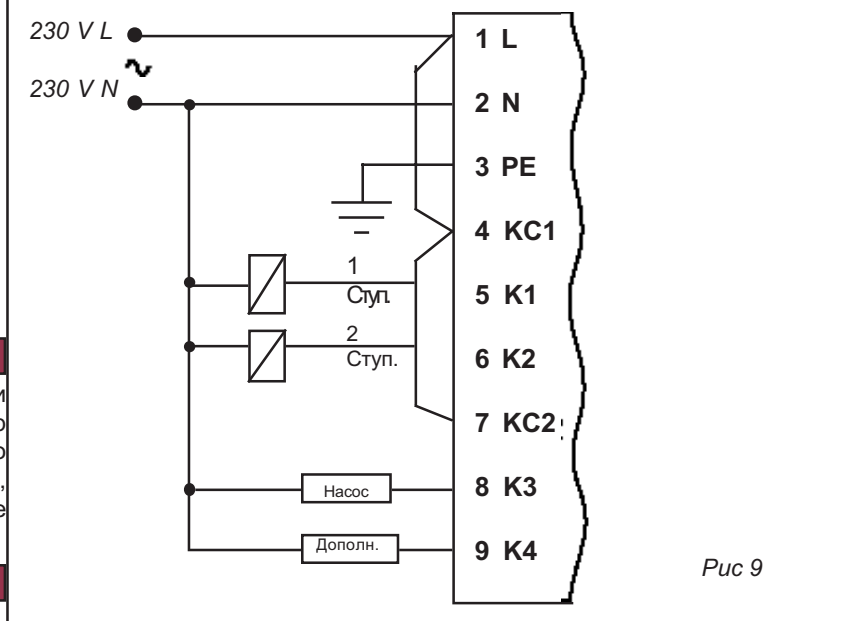 230 V L
1 L
230 V N
2 N
3 PE
4 KC1
1
Ступ.
5 K1
2
Ступ.
6 K2
7 KC2
Насос
8 K3
Дополн.
9 K4
Рис 9
и
о
о
,
е